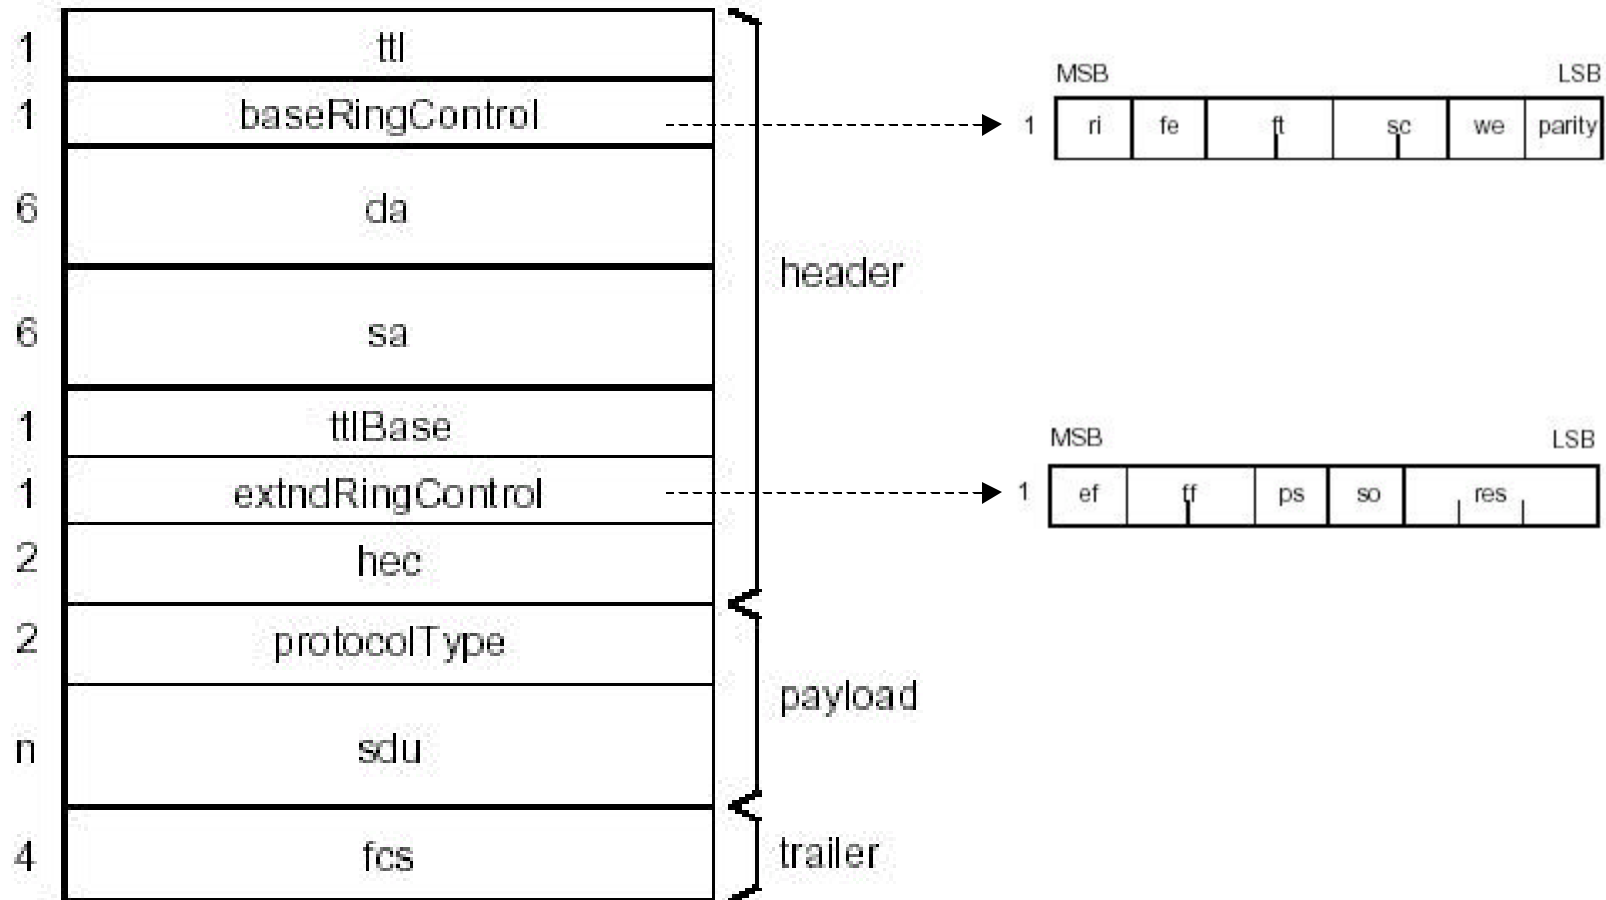 1 ttl
1 baseRingControl
6 da
6 sa
1 ttlBase
1 extndRingControl
2 hec
2 protocolType
n sdu
4 fcs
header
payload
trailer
MSB LSB
1 ri fe ft sc we parity
MSB LSB
1 ef ff ps so res